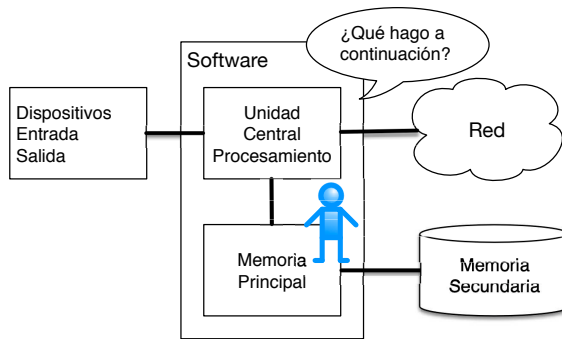 ¿Qué hago a
continuación?
Software
Dispositivos
Entrada
Salida
Unidad
Central
Procesamiento
Red
Memoria
Principal
Memoria
Secundaria